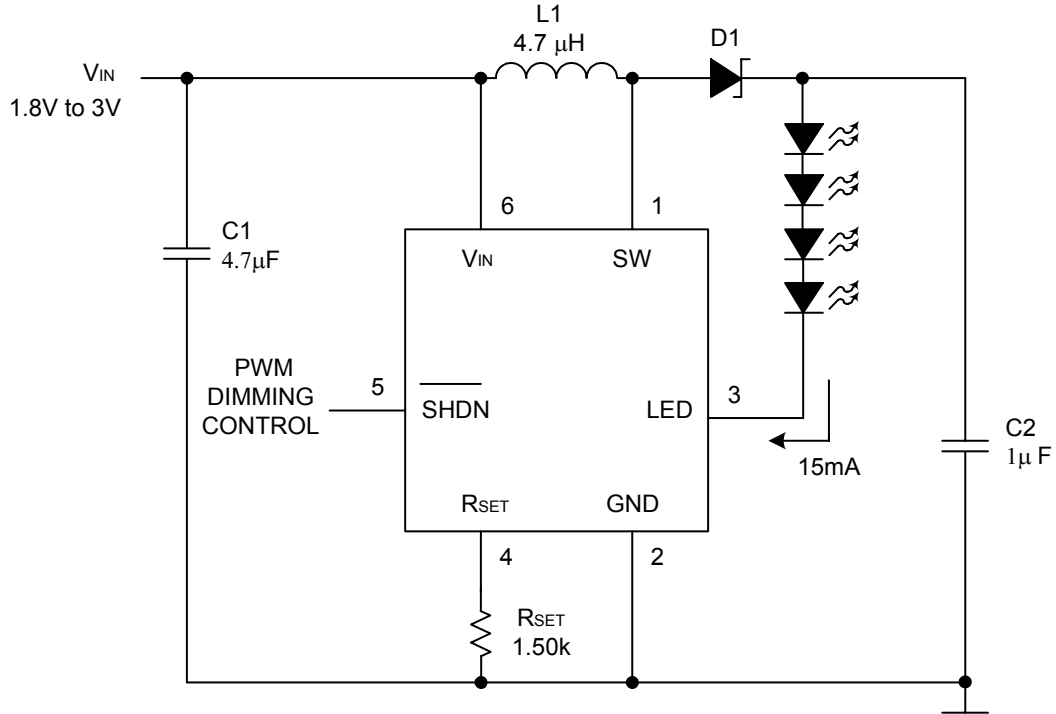 L1
4.7 μH
D1
VIN
1.8V to 3V
6
1
C1
4.7μF
VIN
SW
PWM
DIMMING
CONTROL
5
SHDN
LED
3
15mA
C2
1μ F
RSET
GND
4
2
RSET
1.50k